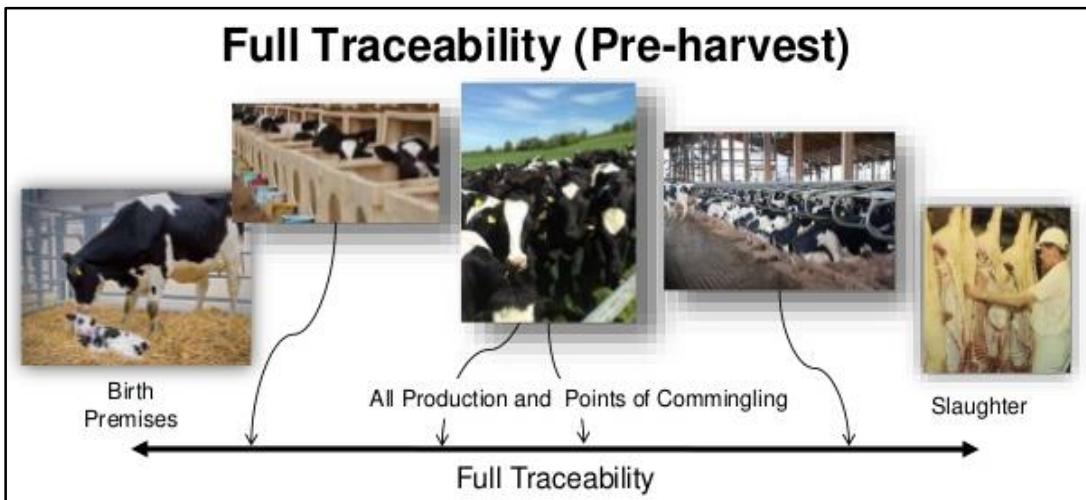 Full Traceability (Pre-harvest)
Birth
Premises
All Production and Points of Commingling
Slaughter
Full Traceability